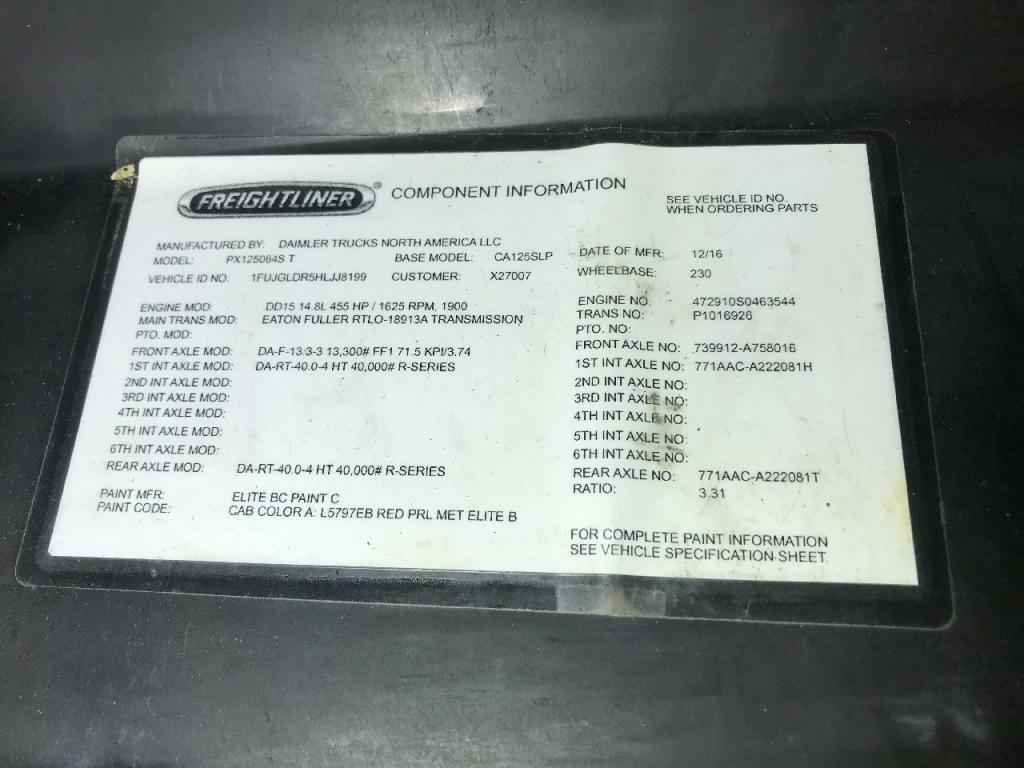 FREIGHTLINER® COMPONENT INFORMATION
SEE VEHICLE ID NO.
WHEN ORDERING PARTS
MANUFACTURED BY: DAIMLER TRUCKS NORTH AMERICA LLC
MODEL: PX125064S T BASE MODEL: CA125SLP DATE OF MFR: 12/16
VEHICLE ID NO: 1FUJGLDR5HLJJ8199 CUSTOMER: X27007 WHEELBASE: 230
ENGINE MOD: DD15 14.8L 455 HP / 1625 RPM, 1900 ENGINE NO. 472910S0463544
MAIN TRANS MOD: EATON FULLER RTLO-18913A TRANSMISSION TRANS NO: P1016926
PTO. MOD: PTO. NO:
FRONT AXLE MOD: DA-F-13.3-3 13,300# FF1 71.5 KPI/3.74 FRONT AXLE NO: 739912-A758016
1ST INT AXLE MOD: DA-RT-40.0-4 HT 40,000# R-SERIES 1ST INT AXLE NO: 771AAC-A222081H
2ND INT AXLE MOD: 2ND INT AXLE NO:
3RD INT AXLE MOD: 3RD INT AXLE NO:
4TH INT AXLE MOD: 4TH INT AXLE NO:
5TH INT AXLE MOD: 5TH INT AXLE NO:
6TH INT AXLE MOD: 6TH INT AXLE NO:
REAR AXLE MOD: DA-RT-40.0-4 HT 40,000# R-SERIES REAR AXLE NO: 771AAC-A222081T
RATIO: 3.31
PAINT MFR: ELITE BC PAINT C
PAINT CODE: CAB COLOR A: L5797EB RED PRL MET ELITE B
FOR COMPLETE PAINT INFORMATION
SEE VEHICLE SPECIFICATION SHEET.